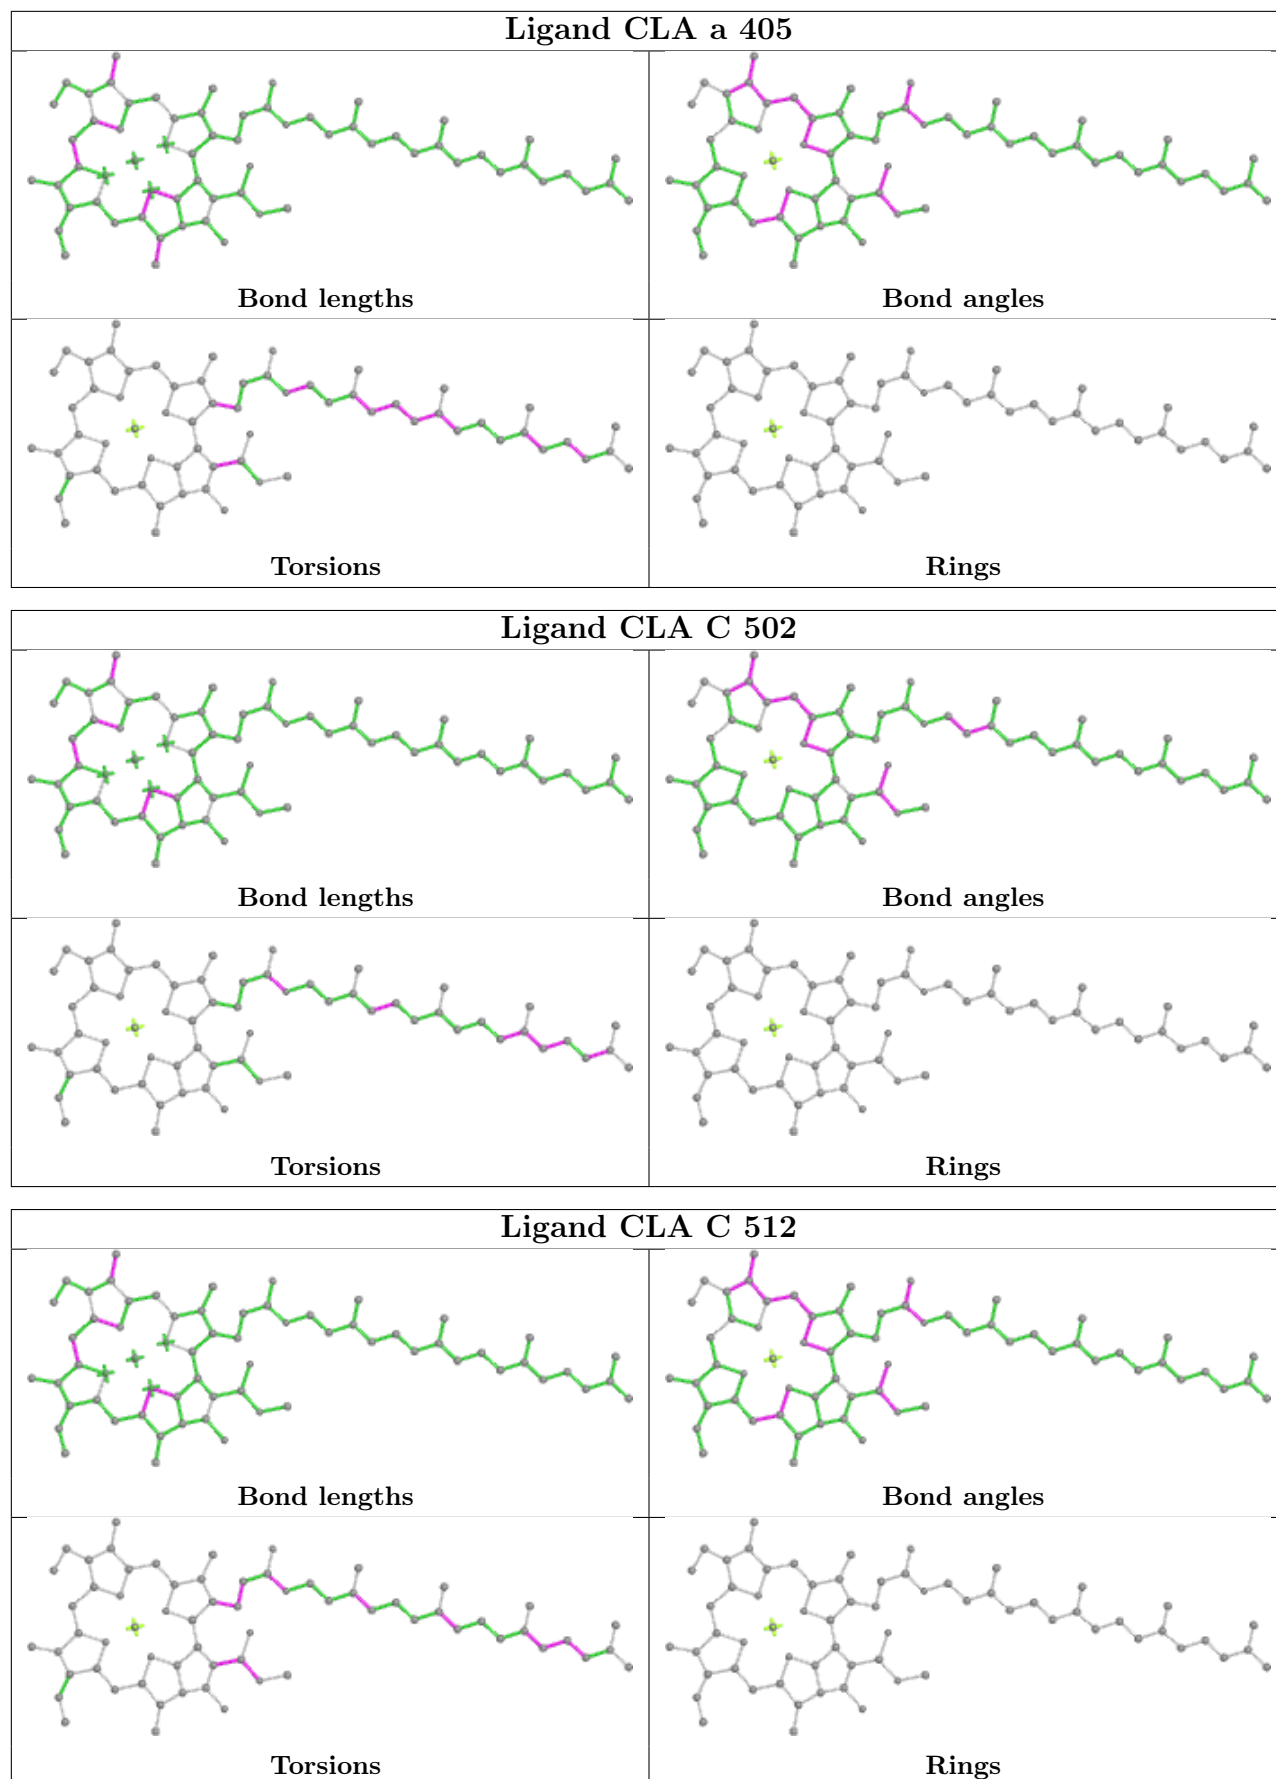 Ligand CLA a 405
Bond lengths
Bond angles
Torsions
Rings
Ligand CLA C 502
Bond lengths
Bond angles
Torsions
Rings
Ligand CLA C 512
Bond lengths
Bond angles
Torsions
Rings